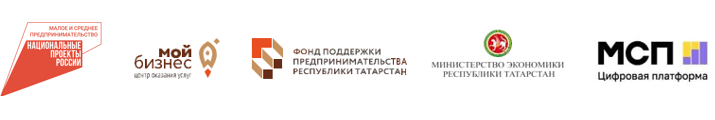 МАЛОЕ И СРЕДНЕЕ
ПРЕДПРИНИМАТЕЛЬСТВО
НАЦИОНАЛЬНЫЕ
ПРОЕКТЫ
РОССИИ
мой
бизнес
центр оказания услуг
ФОНД ПОДДЕРЖКИ
ПРЕДПРИНИМАТЕЛЬСТВА
РЕСПУБЛИКИ ТАТАРСТАН
МИНИСТЕРСТВО ЭКОНОМИКИ
РЕСПУБЛИКИ ТАТАРСТАН
МСП
Цифровая платформа